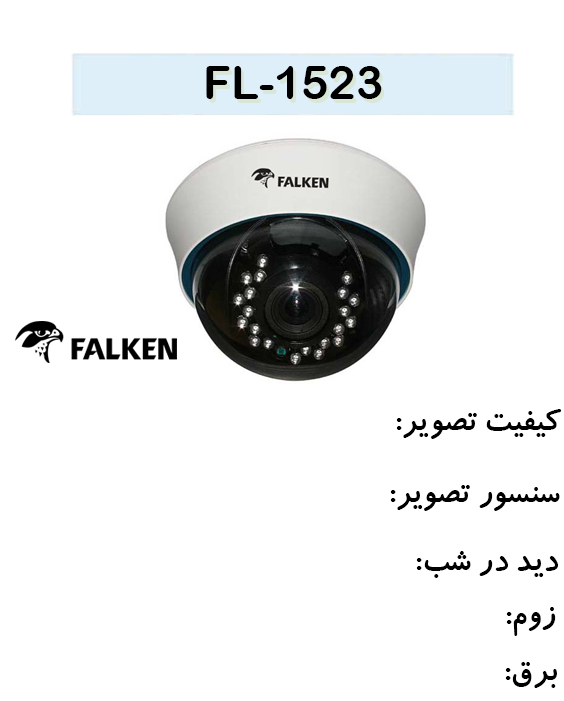 FL-1523
FALKEN
FALKEN
کیفیت تصویر:
سنسور تصویر:
دید در شب:
زوم:
برق: